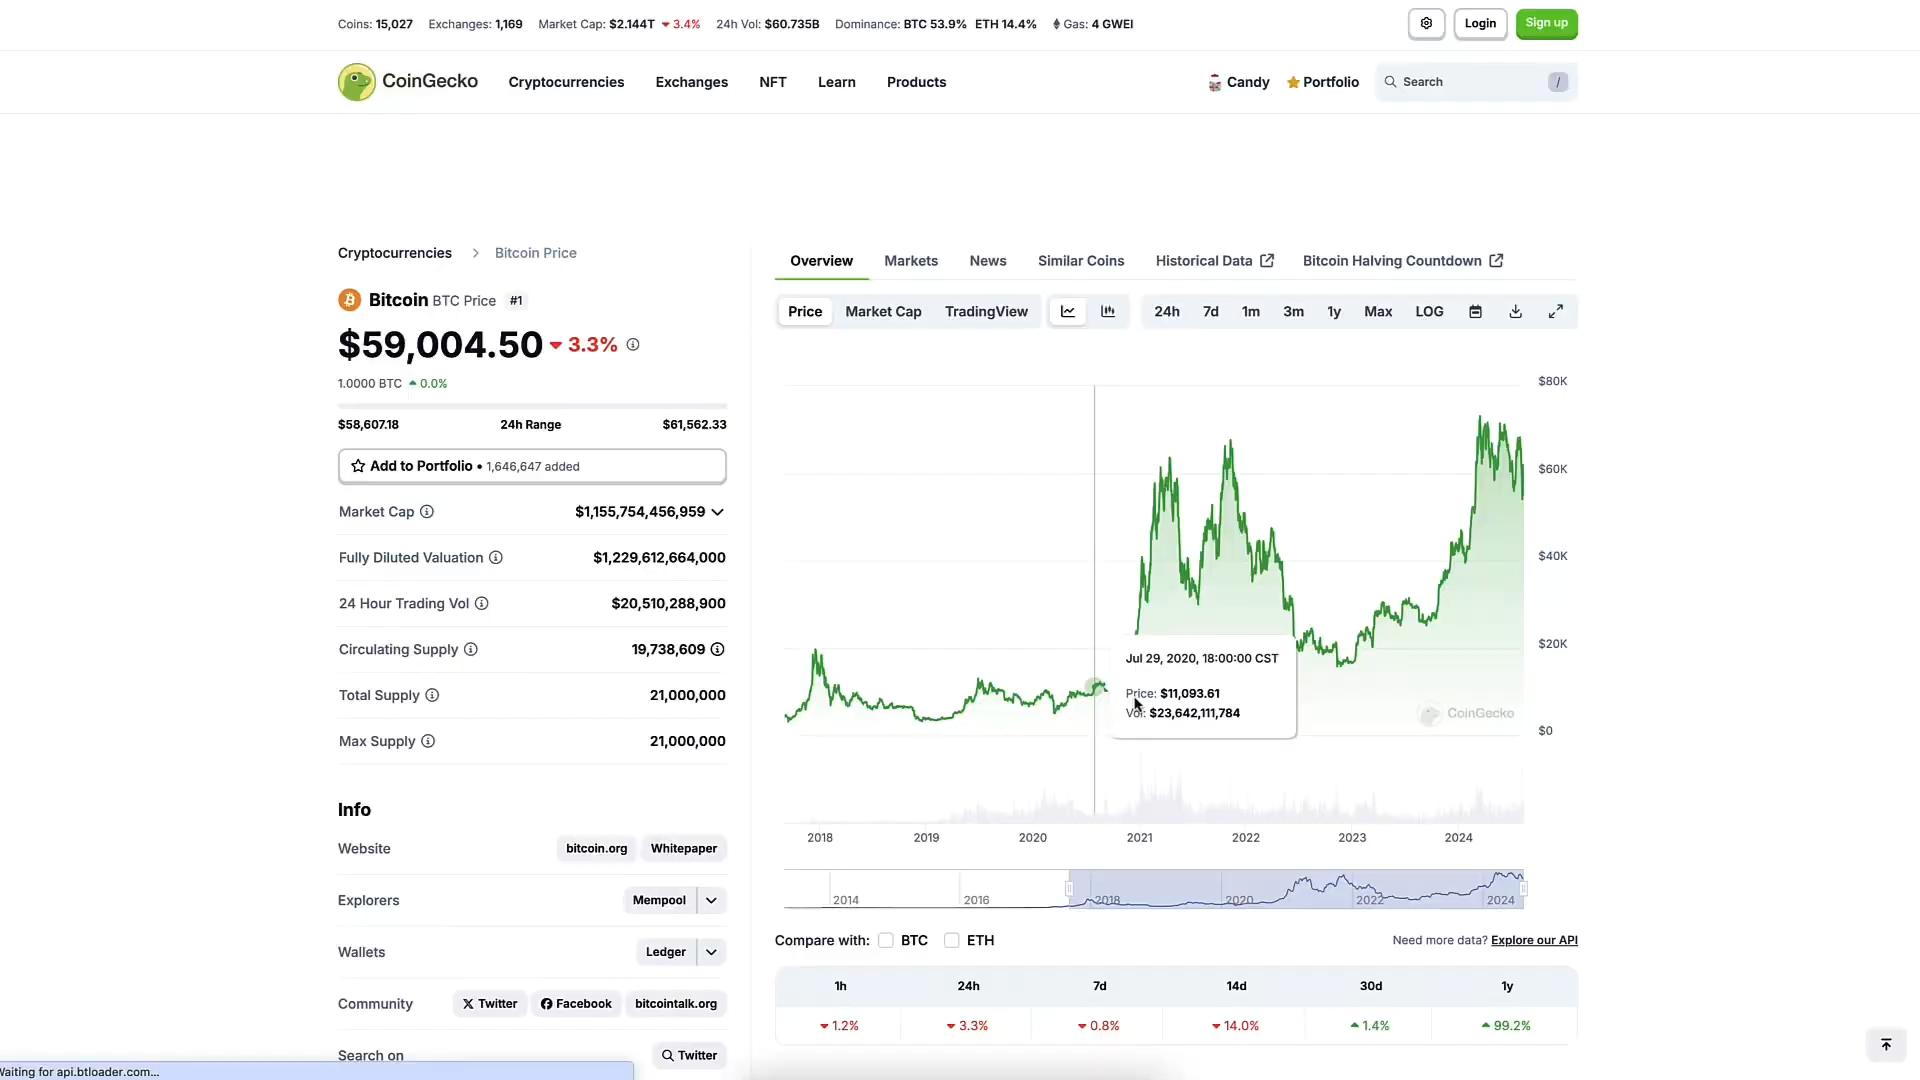 Coins: 15,027 Exchanges: 1,169 Market Cap: $2.144T 3.4% 24h Vol: $60.735B Dominance: BTC 53.9% ETH 14.4% Gas: 4 GWEI
Login
Sign up
CoinGecko
Cryptocurrencies Exchanges NFT Learn Products
Candy Portfolio Search /
Cryptocurrencies > Bitcoin Price
Bitcoin BTC Price #1
$59,004.50 3.3%
1.0000 BTC 0.0%
$58,607.18 24h Range $61,562.33
Add to Portfolio • 1,646,647 added
Market Cap $1,155,754,456,959
Fully Diluted Valuation $1,229,612,664,000
24 Hour Trading Vol $20,510,288,900
Circulating Supply 19,738,609
Total Supply 21,000,000
Max Supply 21,000,000
Info
Website bitcoin.org Whitepaper
Explorers Mempool
Wallets Ledger
Community Twitter Facebook bitcointalk.org
Search on Twitter
Waiting for api.btloader.com...
Overview Markets News Similar Coins Historical Data Bitcoin Halving Countdown
Price Market Cap TradingView 24h 7d 1m 3m 1y Max LOG
$80K
$60K
$40K
$20K
$0
Jul 29, 2020, 18:00:00 CST
Price: $11,093.61
Vol: $23,642,111,784
CoinGecko
2018 2019 2020 2021 2022 2023 2024
2014 2016 2018 2020 2022 2024
Compare with: BTC ETH
Need more data? Explore our API
1h 24h 7d 14d 30d 1y
1.2% 3.3% 0.8% 14.0% 1.4% 99.2%